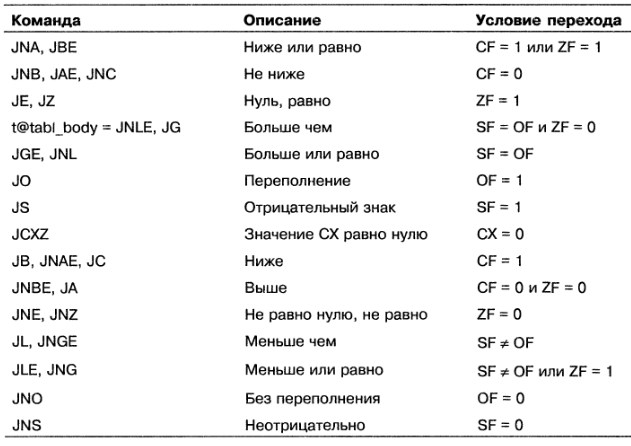 Команда Описание Условие перехода
JNA, JBE Ниже или равно CF = 1 или ZF = 1
JNB, JAE, JNC Не ниже CF = 0
JE, JZ Нуль, равно ZF = 1
t@tabl_body = JNLE, JG Больше чем SF = OF и ZF = 0
JGE, JNL Больше или равно SF = OF
JO Переполнение OF = 1
JS Отрицательный знак SF = 1
JCXZ Значение CX равно нулю CX = 0
JB, JNAE, JC Ниже CF = 1
JNBE, JA Выше CF = 0 и ZF = 0
JNE, JNZ Не равно нулю, не равно ZF = 0
JL, JNGE Меньше чем SF ≠ OF
JLE, JNG Меньше или равно SF ≠ OF или ZF = 1
JNO Без переполнения OF = 0
JNS Неотрицательно SF = 0